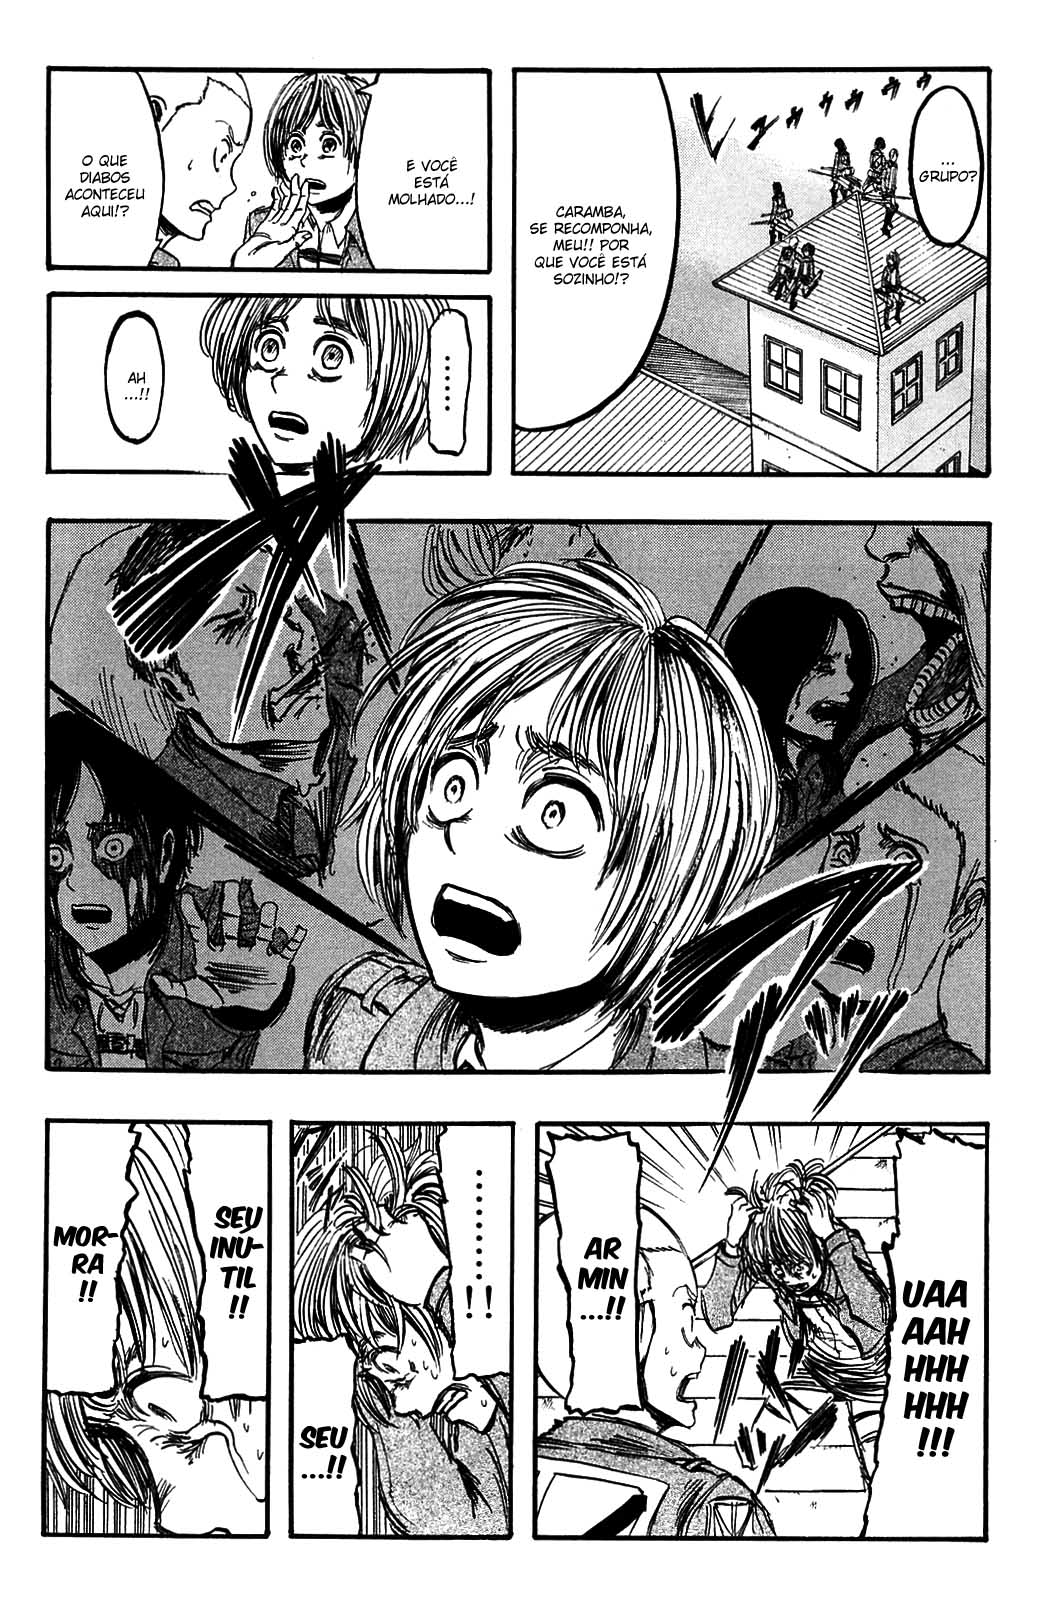 ...
GRUPO?
CARAMBA,
SE RECOMPONHA,
MEU!! POR
QUE VOCÊ ESTÁ
SOZINHO!?
E VOCÊ
ESTÁ
MOLHADO...!
O QUE
DIABOS
ACONTECEU
AQUI!?
......
AH
...!!
UAA
AAH
HHH
HHH
!!!
AR
MIN
...!!
........!!
SEU
...!!
SEU
INÚ-
TIL
!!
MOR-
RA
!!